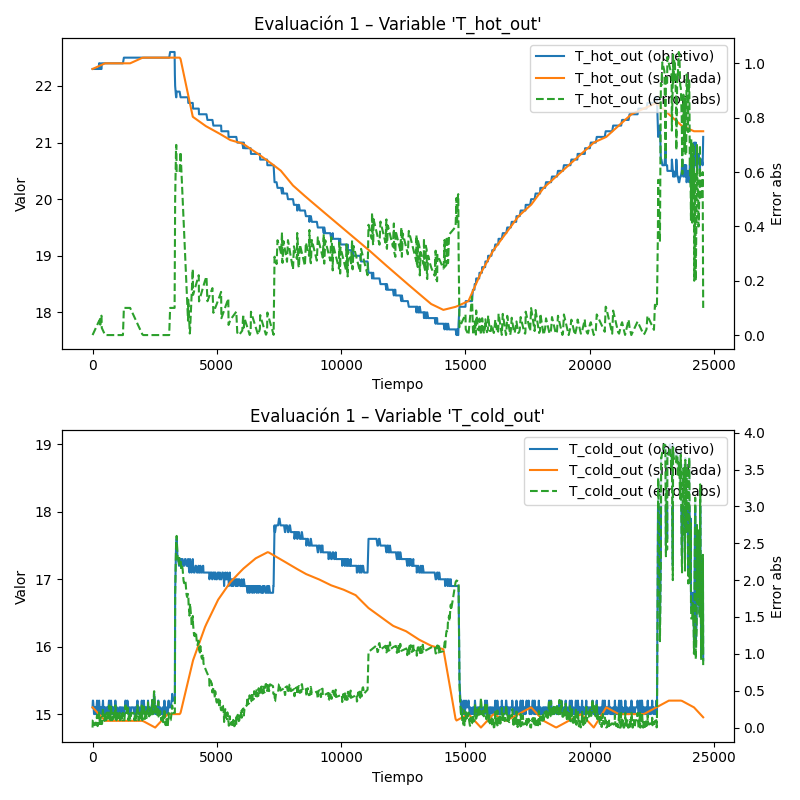 Evaluación 1 – Variable 'T_hot_out'
T_hot_out (objetivo)
T_hot_out (simulada)
T_hot_out (error abs)
Valor
22
21
20
19
18
1.0
0.8
0.6
0.4
0.2
0.0
Error abs
0 5000 10000 15000 20000 25000
Tiempo
Evaluación 1 – Variable 'T_cold_out'
T_cold_out (objetivo)
T_cold_out (simulada)
T_cold_out (error abs)
Valor
19
18
17
16
15
4.0
3.5
3.0
2.5
2.0
1.5
1.0
0.5
0.0
Error abs
0 5000 10000 15000 20000 25000
Tiempo